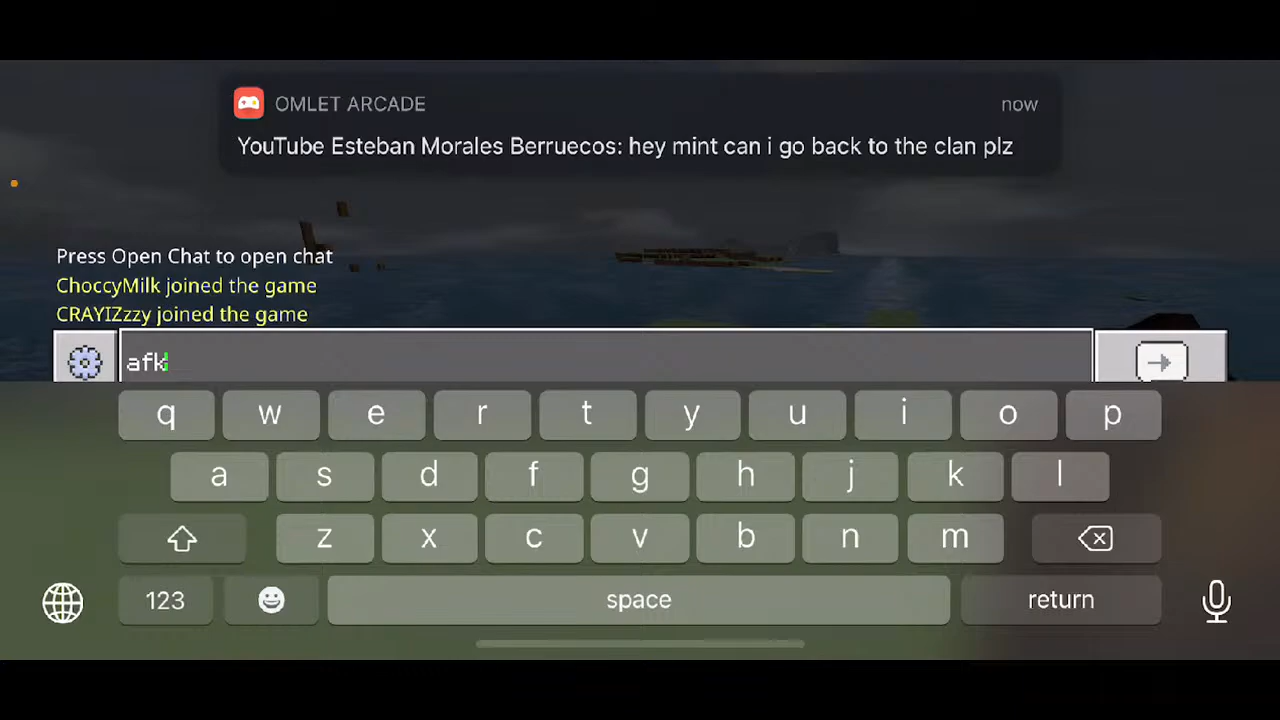 OMLET ARCADE
now
YouTube Esteban Morales Berruecos: hey mint can i go back to the clan plz
Press Open Chat to open chat
ChoccyMilk joined the game
CRAYIZzzy joined the game
afk
q w e r t y u i o p
a s d f g h j k l
z x c v b n m
123 space return